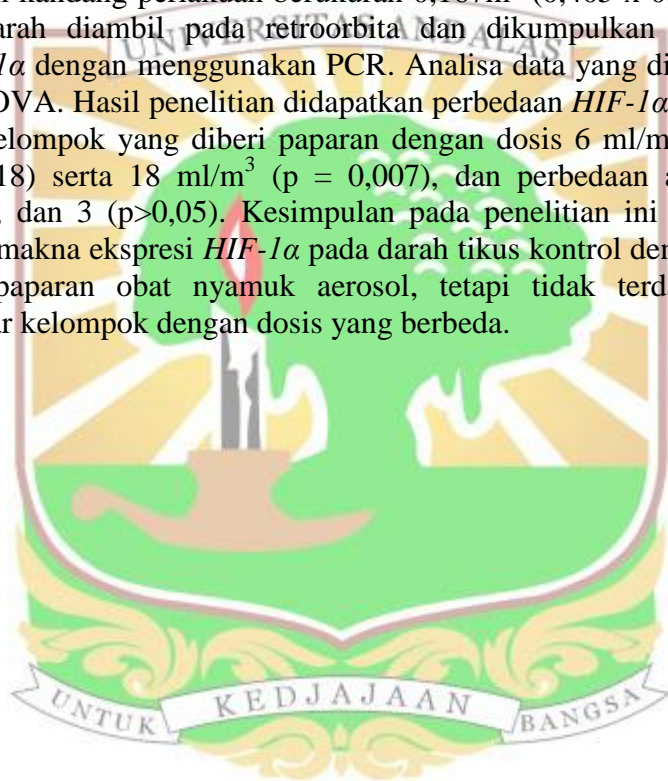 kandang perlakuan berukuran 0,167m³ (0,463 x 0
arah diambil pada retroorbita dan dikumpulkan
UNIVERSITAS ANDALAS
1α dengan menggunakan PCR. Analisa data yang di
OVA. Hasil penelitian didapatkan perbedaan HIF-1α
elompok yang diberi paparan dengan dosis 6 ml/m
18) serta 18 ml/m³ (p = 0,007), dan perbedaan a
, dan 3 (p>0,05). Kesimpulan pada penelitian ini
makna ekspresi HIF-1α pada darah tikus kontrol den
paparan obat nyamuk aerosol, tetapi tidak terda
ar kelompok dengan dosis yang berbeda.
UNTUK KEDJAJAAN BANGSA